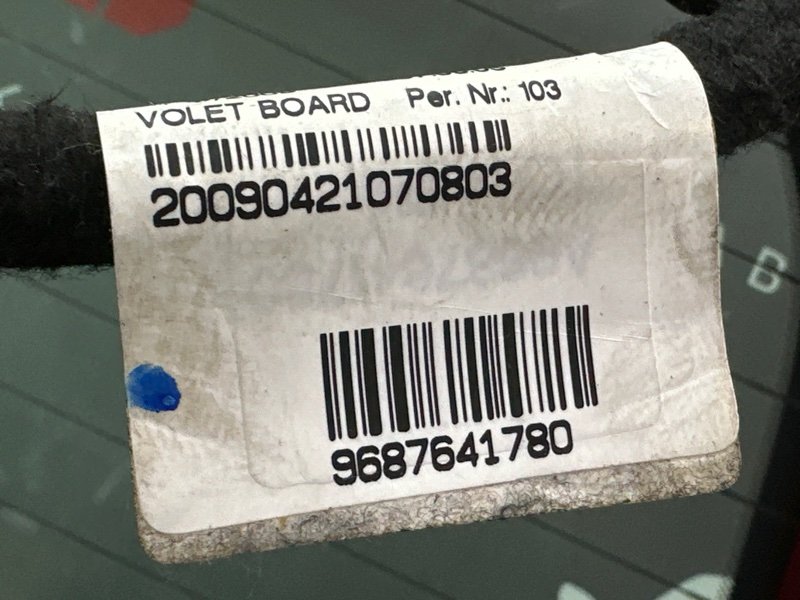 VOLET BOARD Per. Nr.: 103
20090421070803
9687641780
B